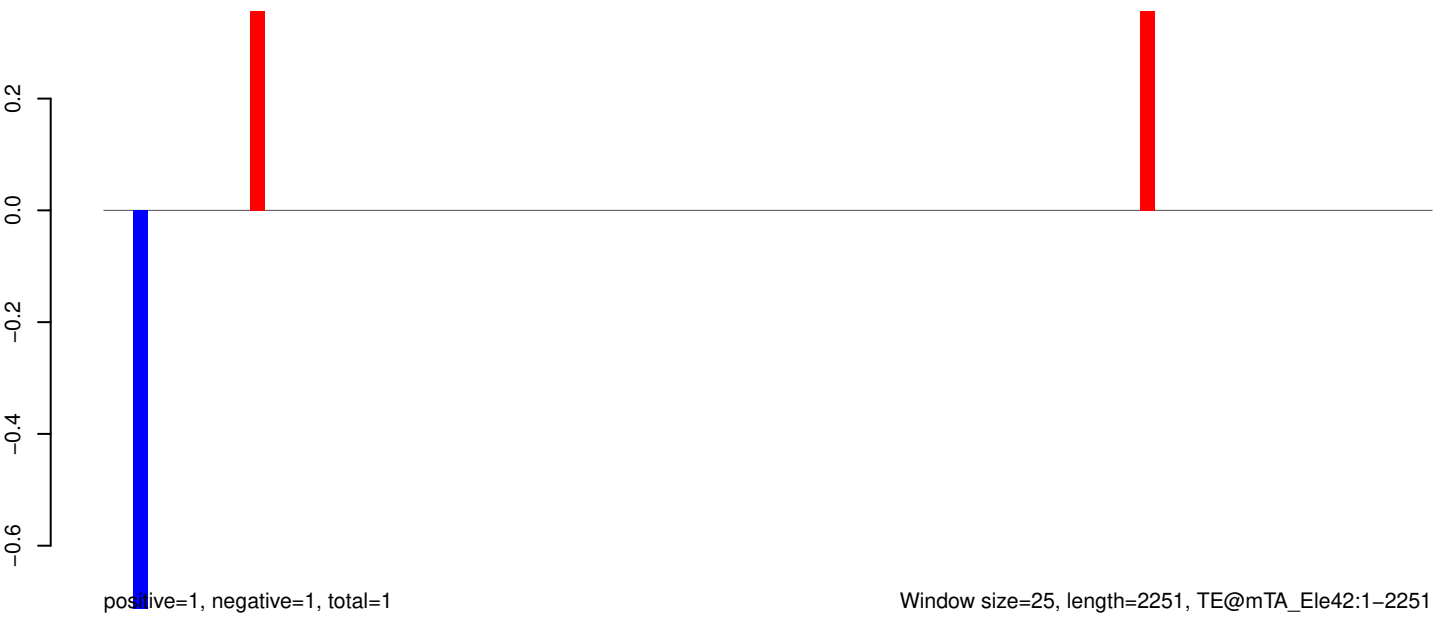 0.2
0.0
−0.2
−0.4
−0.6
positive=1, negative=1, total=1
Window size=25, length=2251, TE@mTA_Ele42:1−2251